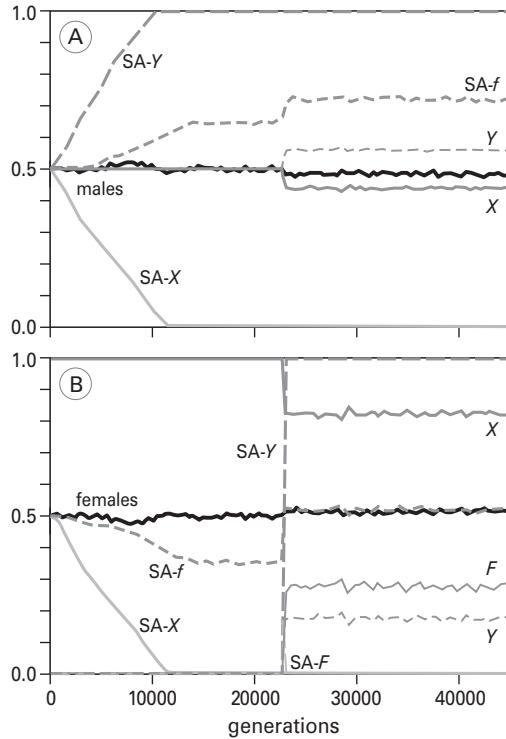 1.0
A
SA-Y
SA-f
Y
0.5
males
X
SA-X
0.0
1.0
B
X
SA-Y
females
0.5
SA-f
F
SA-X
Y
SA-F
0.0
0 10000 20000 30000 40000
generations